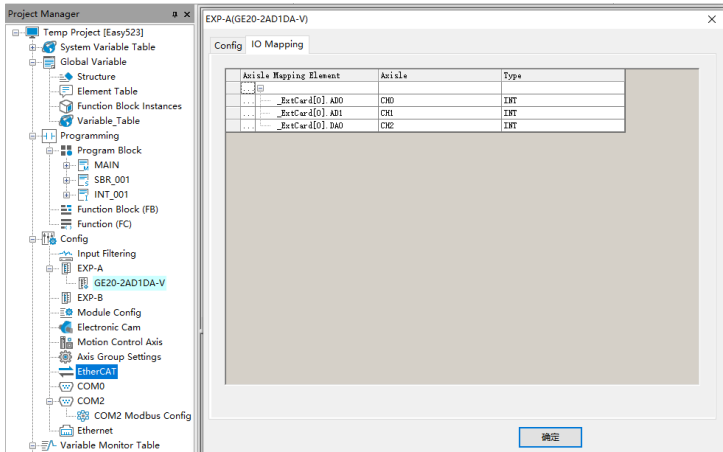 Project Manager
Temp Project [Easy523]
System Variable Table
Global Variable
Structure
Element Table
Function Block Instances
Variable_Table
Programming
Program Block
MAIN
SBR_001
INT_001
Function Block (FB)
Function (FC)
Config
Input Filtering
EXP-A
GE20-2AD1DA-V
EXP-B
Module Config
Electronic Cam
Motion Control Axis
Axis Group Settings
EtherCAT
COM0
COM2
COM2 Modbus Config
Ethernet
Variable Monitor Table
EXP-A(GE20-2AD1DA-V)
Config IO Mapping
Axisle Mapping Element Axisle Type
...
... _ExtCard[0].AD0 CH0 INT
... _ExtCard[0].AD1 CH1 INT
... _ExtCard[0].DA0 CH2 INT
确定